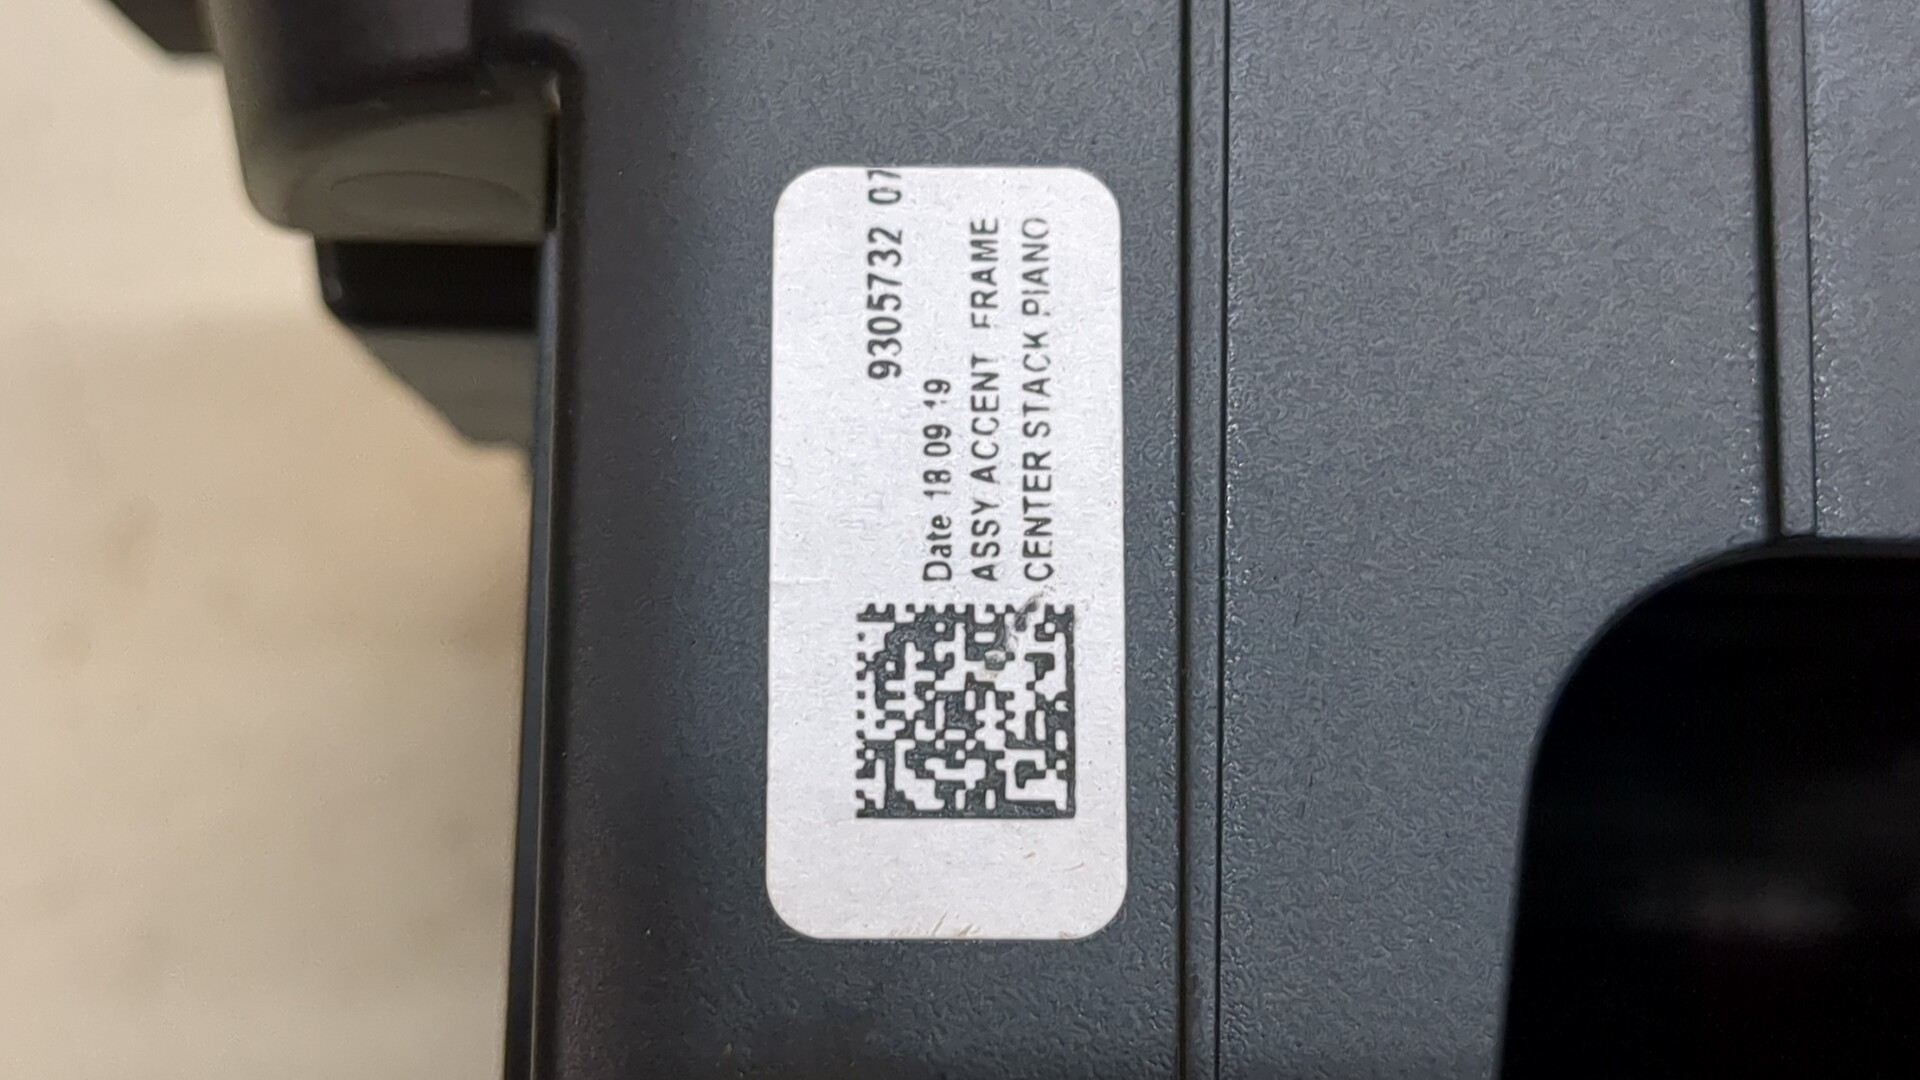 9305732 07
Date 18 09 19
ASSY ACCENT FRAME
CENTER STACK PIANO